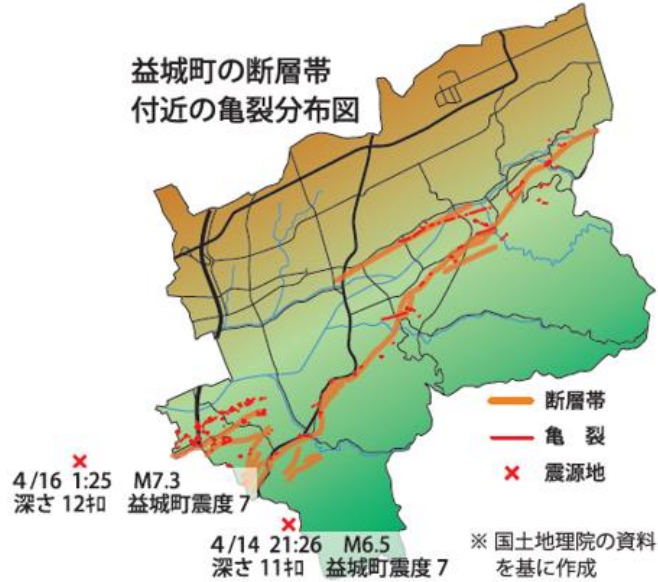 益城町の断層帯
付近の亀裂分布図
断層帯
亀　裂
震源地
4/16 1:25　M7.3
深さ 12㌔　益城町震度 7
4/14 21:26　M6.5
深さ 11㌔　益城町震度 7
※ 国土地理院の資料
を基に作成